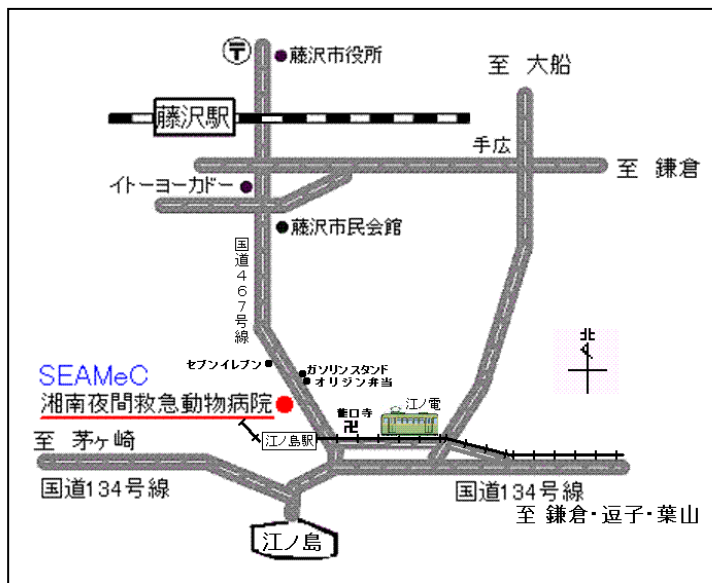 〒
藤沢市役所
至 大船
藤沢駅
手広
至 鎌倉
イトーヨーカドー
藤沢市民会館
国道467号線
北
セブンイレブン
ガソリンスタンド
オリジン弁当
SEAMeC
湘南夜間救急動物病院
龍口寺
卍
江ノ電
至 茅ヶ崎
江ノ島駅
国道134号線
国道134号線
至 鎌倉・逗子・葉山
江ノ島